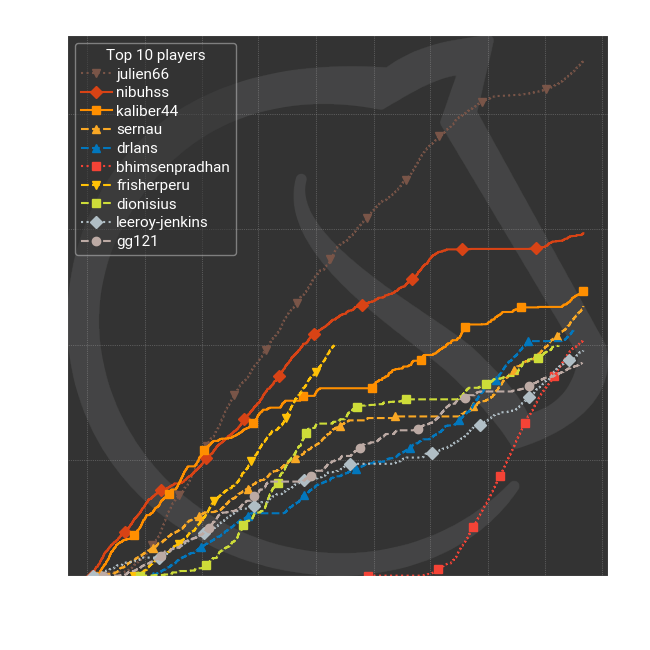 Top 10 players
julien66
nibuhss
kaliber44
sernau
drlans
bhimsenpradhan
frisherperu
dionisius
leeroy-jenkins
gg121